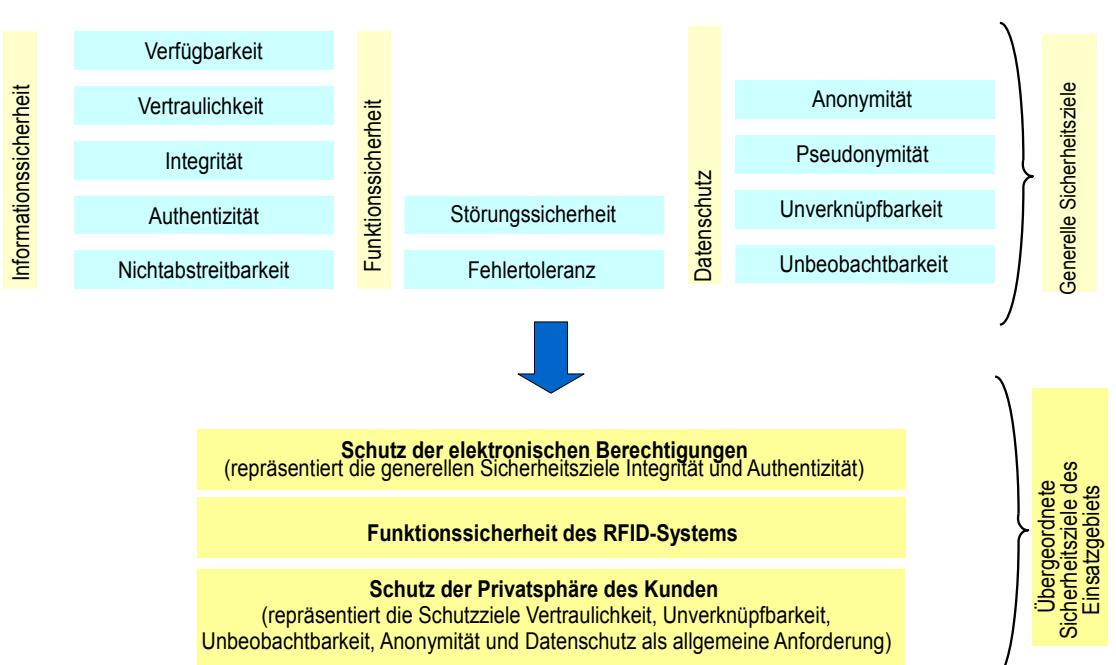 Informationssicherheit
Verfügbarkeit
Vertraulichkeit
Integrität
Authentizität
Nichtabstreitbarkeit
Funktionssicherheit
Störungssicherheit
Fehlertoleranz
Datenschutz
Anonymität
Pseudonymität
Unverknüpfbarkeit
Unbeobachtbarkeit
Generelle Sicherheitsziele
Schutz der elektronischen Berechtigungen
(repräsentiert die generellen Sicherheitsziele Integrität und Authentizität)
Funktionssicherheit des RFID-Systems
Schutz der Privatsphäre des Kunden
(repräsentiert die Schutzziele Vertraulichkeit, Unverknüpfbarkeit,
Unbeobachtbarkeit, Anonymität und Datenschutz als allgemeine Anforderung)
Übergeordnete
Sicherheitsziele des
Einsatzgebiets